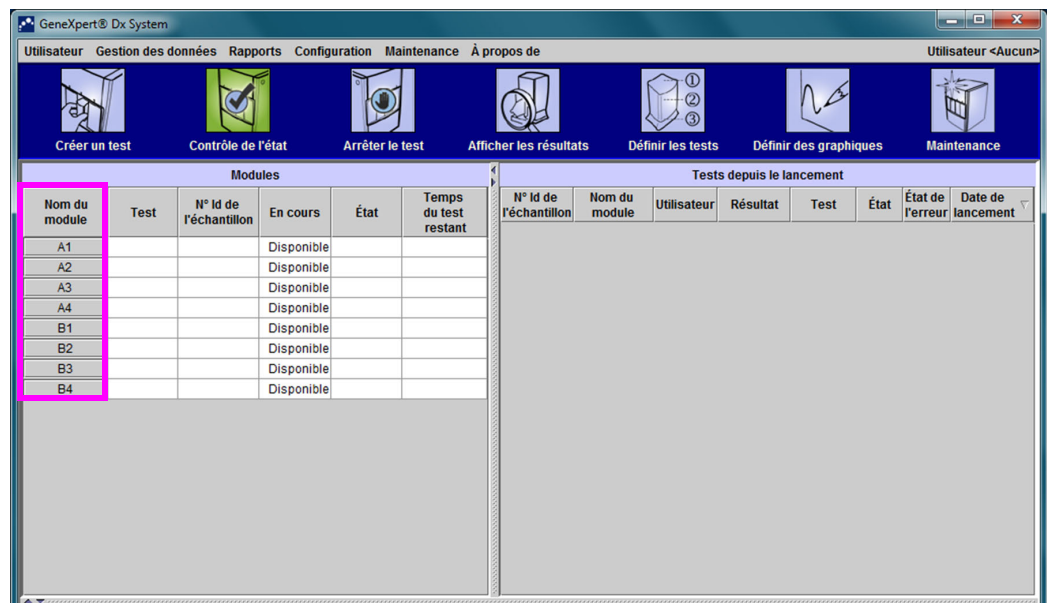 GeneXpert® Dx System
Utilisateur Gestion des données Rapports Configuration Maintenance À propos de Utilisateur <Aucun>
①
②
③
Créer un test Contrôle de l'état Arrêter le test Afficher les résultats Définir les tests Définir des graphiques Maintenance
Modules
Nom du module Test N° Id de l'échantillon En cours État Temps du test restant
A1 Disponible
A2 Disponible
A3 Disponible
A4 Disponible
B1 Disponible
B2 Disponible
B3 Disponible
B4 Disponible
Tests depuis le lancement
N° Id de l'échantillon Nom du module Utilisateur Résultat Test État État de l'erreur Date de lancement